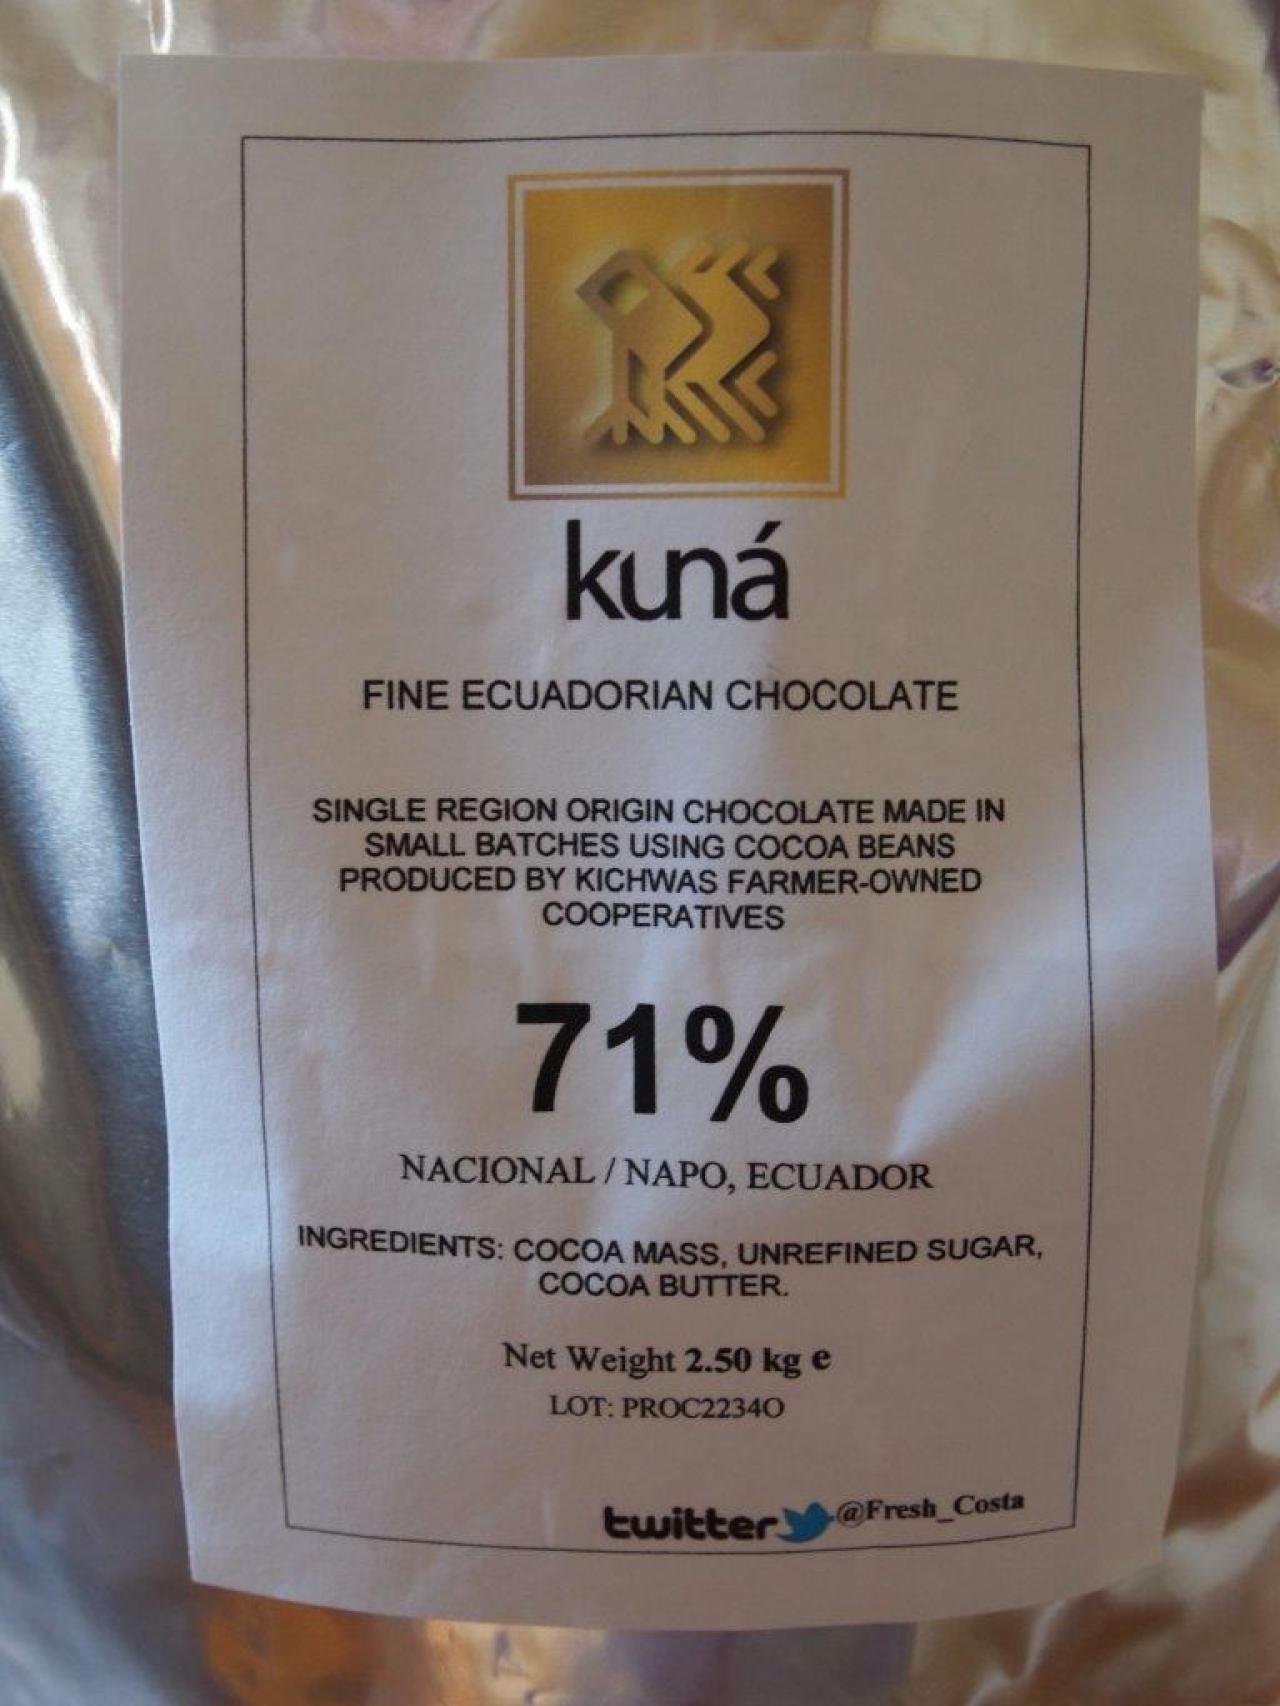 kuná
FINE ECUADORIAN CHOCOLATE
SINGLE REGION ORIGIN CHOCOLATE MADE IN
SMALL BATCHES USING COCOA BEANS
PRODUCED BY KICHWAS FARMER-OWNED
COOPERATIVES
71%
NACIONAL / NAPO, ECUADOR
INGREDIENTS: COCOA MASS, UNREFINED SUGAR,
COCOA BUTTER.
Net Weight 2.50 kg e
LOT: PROC2234O
twitter @Fresh_Costa